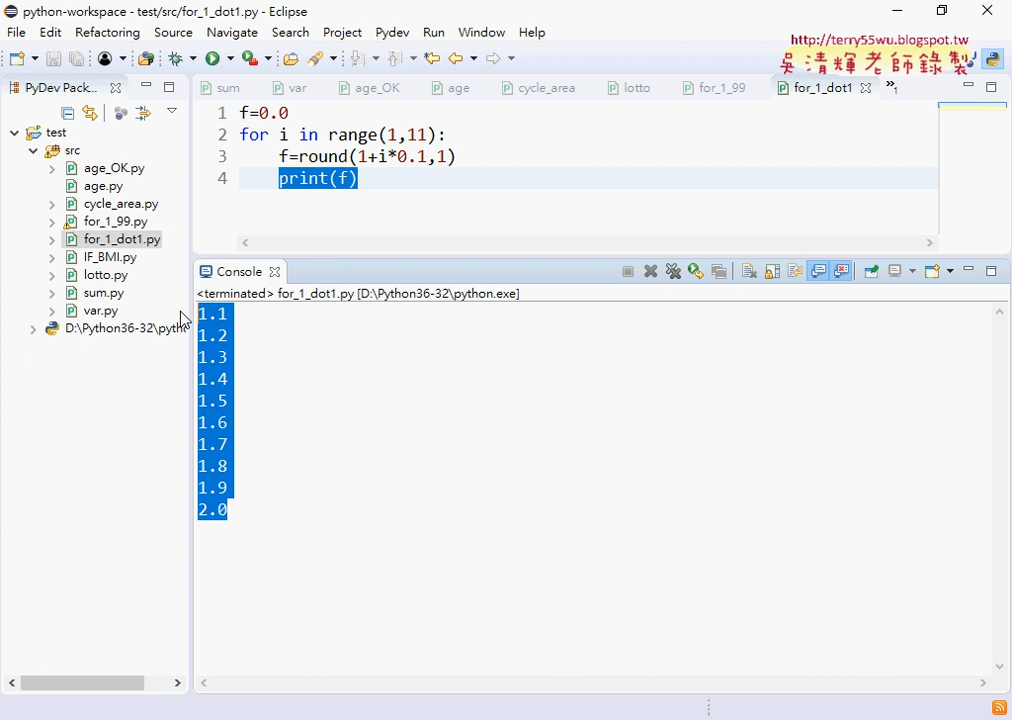 python-workspace - test/src/for_1_dot1.py - Eclipse
File Edit Refactoring Source Navigate Search Project Pydev Run Window Help
http://terry55wu.blogspot.tw
吳清輝老師錄製
PyDev Pack...
sum var age_OK age cycle_area lotto for_1_99 for_1_dot1 »1
test
src
age_OK.py
age.py
cycle_area.py
for_1_99.py
for_1_dot1.py
IF_BMI.py
lotto.py
sum.py
var.py
D:\Python36-32\pyth
1 f=0.0
2 for i in range(1,11):
3 f=round(1+i*0.1,1)
4 print(f)
Console
<terminated> for_1_dot1.py [D:\Python36-32\python.exe]
1.1
1.2
1.3
1.4
1.5
1.6
1.7
1.8
1.9
2.0